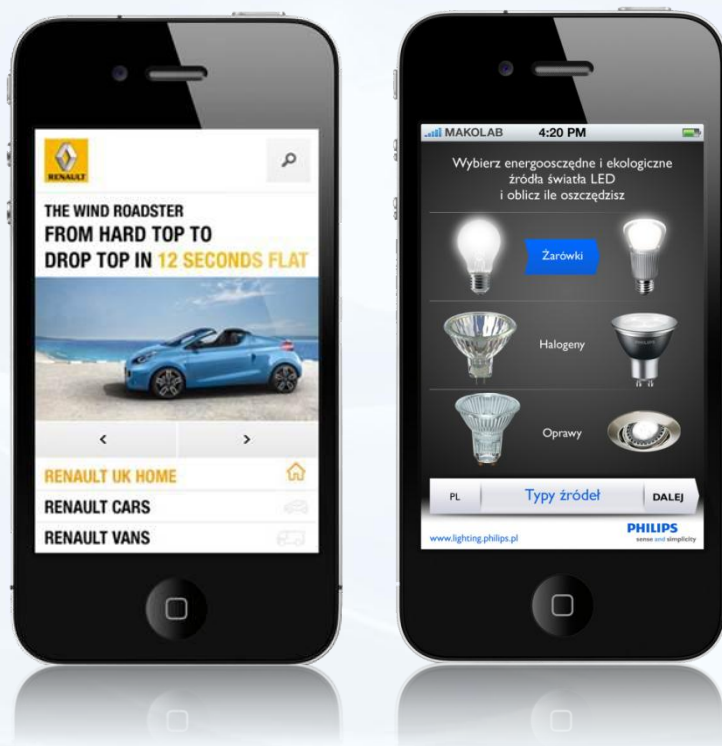 RENAULT
THE WIND ROADSTER
FROM HARD TOP TO
DROP TOP IN 12 SECONDS FLAT
<
>
RENAULT UK HOME
RENAULT CARS
RENAULT VANS
MAKOLAB 4:20 PM
Wybierz energooszczędne i ekologiczne
źródła światła LED
i oblicz ile oszczędzisz
Żarówki
Halogeny
PHILIPS
Oprawy
PL Typy źródeł DALEJ
www.lighting.philips.pl
PHILIPS
sense and simplicity